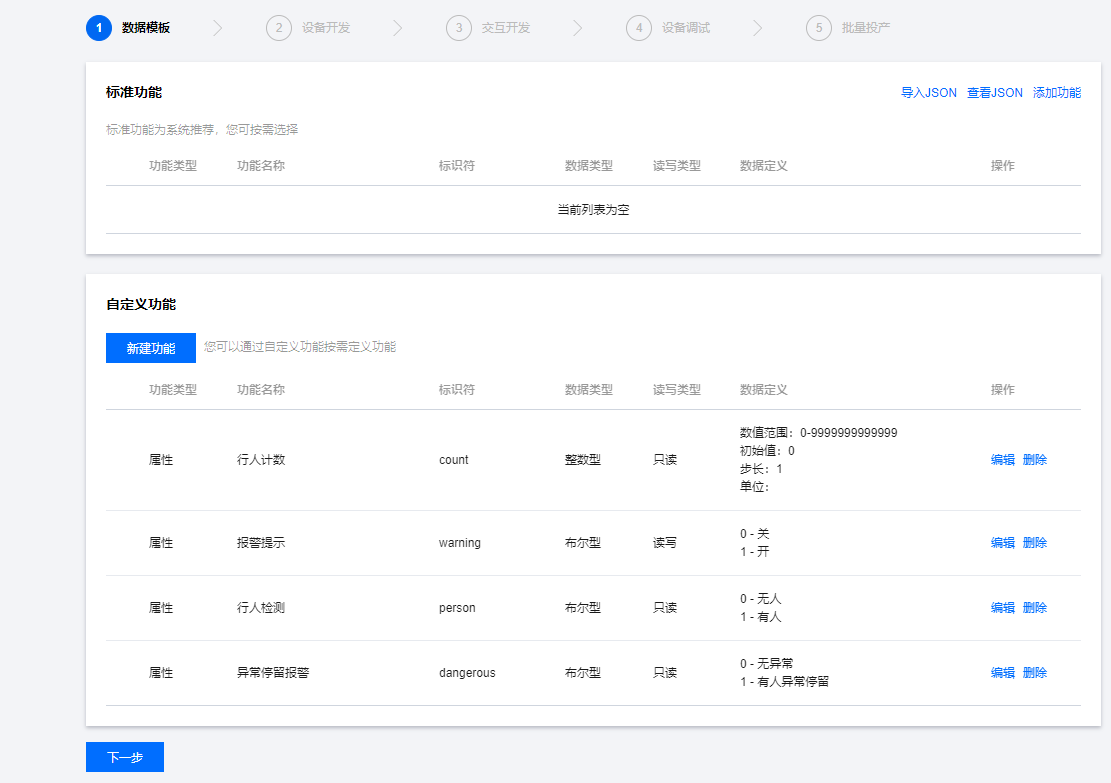 1 数据模板 2 设备开发 3 交互开发 4 设备调试 5 批量投产
标准功能 导入JSON 查看JSON 添加功能
标准功能为系统推荐，您可按需选择
功能类型 功能名称 标识符 数据类型 读写类型 数据定义 操作
当前列表为空
自定义功能
新建功能 您可以通过自定义功能按需定义功能
功能类型 功能名称 标识符 数据类型 读写类型 数据定义 操作
数值范围：0-9999999999999
初始值：0
属性 行人计数 count 整数型 只读 编辑 删除
步长：1
单位：
0 - 关
属性 报警提示 warning 布尔型 读写 编辑 删除
1 - 开
0 - 无人
属性 行人检测 person 布尔型 只读 编辑 删除
1 - 有人
0 - 无异常
属性 异常停留报警 dangerous 布尔型 只读 编辑 删除
1 - 有人异常停留
下一步